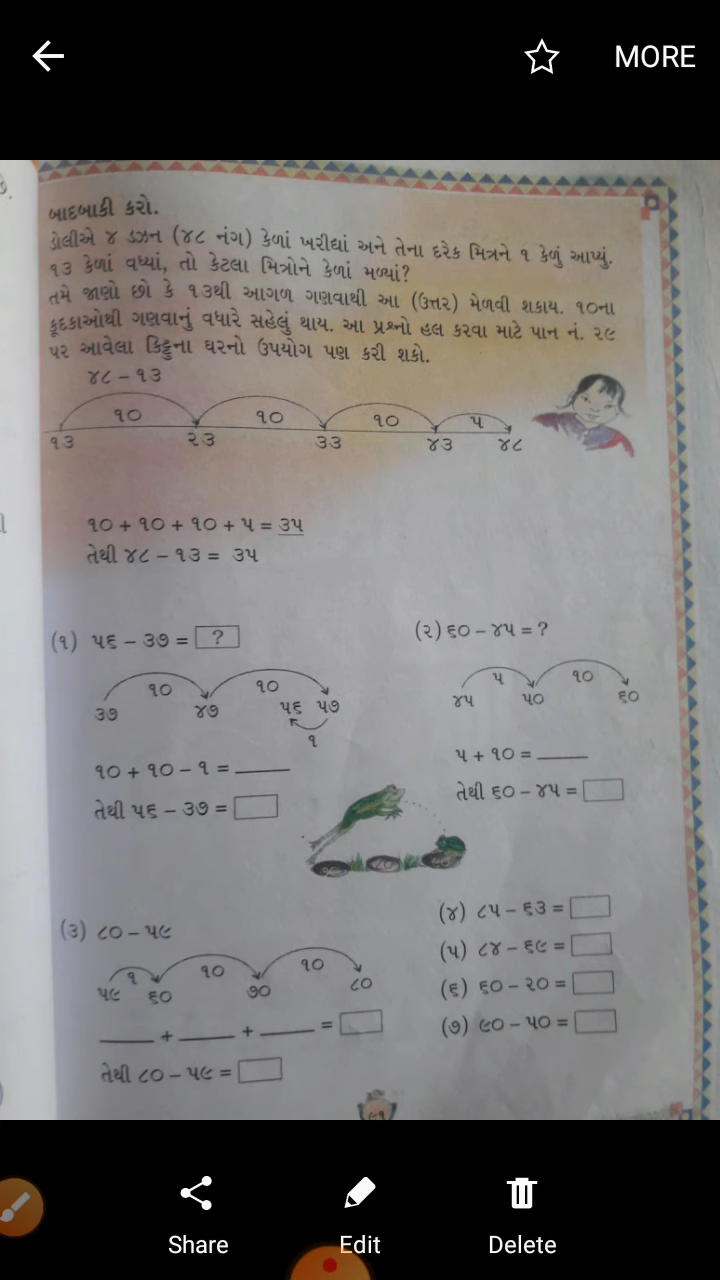 MORE
બાદબાકી કરો.
ડોલીએ ૪ ડઝન (૪૮ નંગ) કેળાં ખરીદ્યાં અને તેના દરેક મિત્રને ૧ કેળું આપ્યું.
૧૩ કેળાં વધ્યાં, તો કેટલા મિત્રોને કેળાં મળ્યાં?
તમે જાણો છો કે ૧૩થી આગળ ગણવાથી આ (ઉત્તર) મેળવી શકાય. ૧૦ના
કૂદકાઓથી ગણવાનું વધારે સહેલું થાય. આ પ્રશ્નો હલ કરવા માટે પાન નં. ૨૯
પર આવેલા કિટ્ટુના ઘરનો ઉપયોગ પણ કરી શકો.
૪૮ – ૧૩
૧૦ ૧૦ ૧૦ ૫
૧૩ ૨૩ ૩૩ ૪૩ ૪૮
૧૦ + ૧૦ + ૧૦ + ૫ = ૩૫
તેથી ૪૮ – ૧૩ = ૩૫
(૧) ૫૬ – ૩૭ = ?
૧૦ ૧૦
૩૭ ૪૭ ૫૬ ૫૭
૧
૧૦ + ૧૦ – ૧ = ____
તેથી ૫૬ – ૩૭ =
(૨) ૬૦ – ૪૫ = ?
૫ ૧૦
૪૫ ૫૦ ૬૦
૫ + ૧૦ = ____
તેથી ૬૦ – ૪૫ =
(૩) ૮૦ – ૫૯
૧ ૧૦ ૧૦
૫૯ ૬૦ ૭૦ ૮૦
____ + ____ + ____ =
તેથી ૮૦ – ૫૯ =
(૪) ૮૫ – ૬૩ =
(૫) ૮૪ – ૬૯ =
(૬) ૬૦ – ૨૦ =
(૭) ૯૦ – ૫૦ =
Share Edit Delete